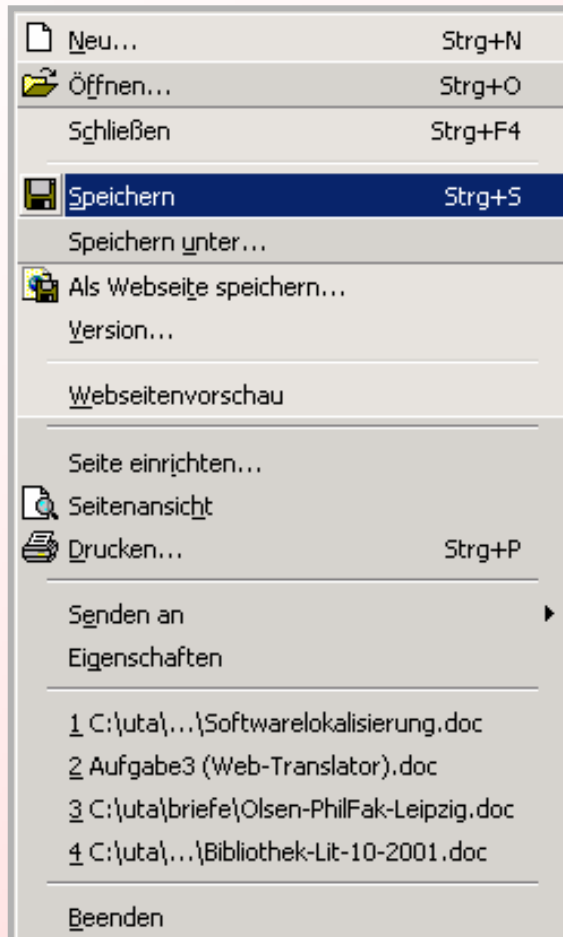 Neu... Strg+N
Öffnen... Strg+O
Schließen Strg+F4
Speichern Strg+S
Speichern unter...
Als Webseite speichern...
Version...
Webseitenvorschau
Seite einrichten...
Seitenansicht
Drucken... Strg+P
Senden an
Eigenschaften
1 C:\uta\...\Softwarelokalisierung.doc
2 Aufgabe3 (Web-Translator).doc
3 C:\uta\briefe\Olsen-PhilFak-Leipzig.doc
4 C:\uta\...\Bibliothek-Lit-10-2001.doc
Beenden